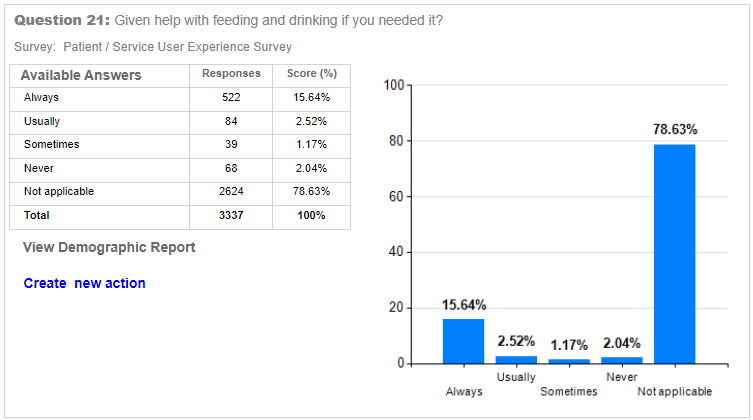 Question 21: Given help with feeding and drinking if you needed it?
Survey: Patient / Service User Experience Survey
Available Answers Responses Score (%)
Always 522 15.64%
Usually 84 2.52%
Sometimes 39 1.17%
Never 68 2.04%
Not applicable 2624 78.63%
Total 3337 100%
View Demographic Report
Create new action
100
80
60
40
20
0
15.64%
2.52%
1.17%
2.04%
78.63%
Always
Usually
Sometimes
Never
Not applicable